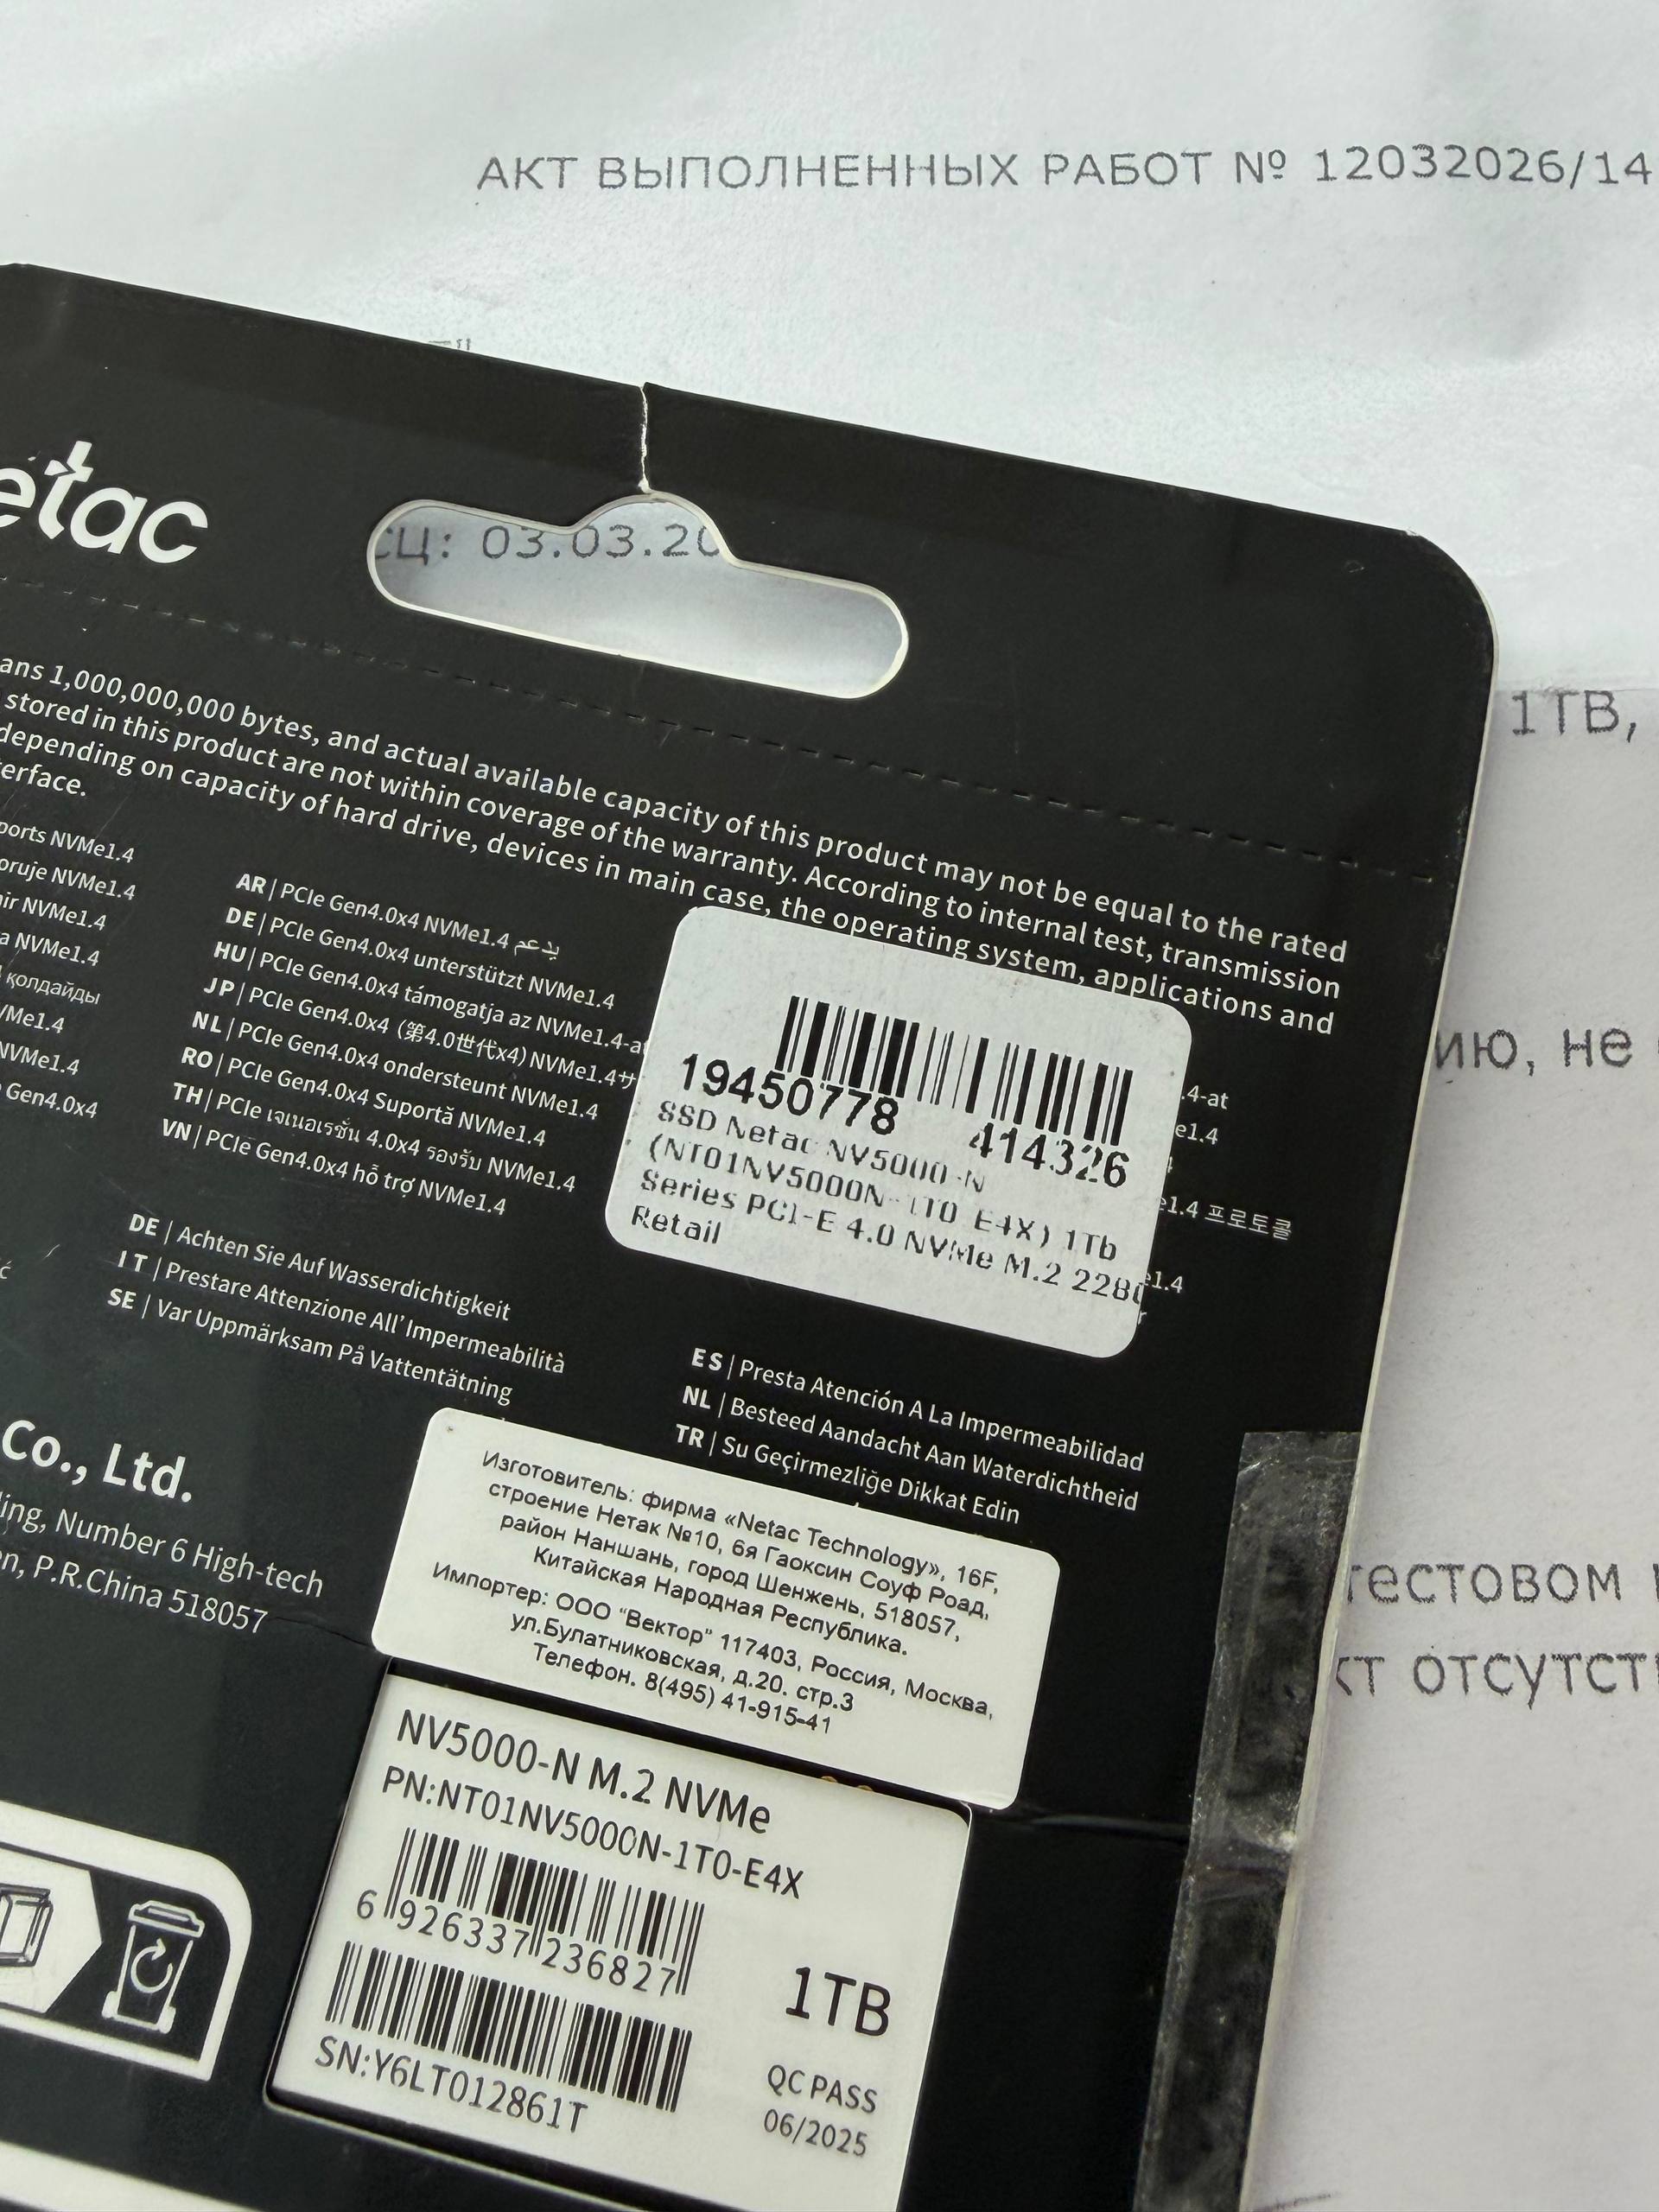 АКТ ВЫПОЛНЕННЫХ РАБОТ № 12032026/14
etac
СЦ: 03.03.20
1TB,
ans 1,000,000,000 bytes, and actual available capacity of this product may not be equal to the rated
stored in this product are not within coverage of the warranty. According to internal test, transmission
depending on capacity of hard drive, devices in main case, the operating system, applications and
erface.
ию, не
ports NVMe1.4
oruje NVMe1.4
ir NVMe1.4
a NVMe1.4
қолдайды
VMe1.4
NVMe1.4
Gen4.0x4
AR | PCIe Gen4.0x4 NVMe1.4 يدعم
DE | PCIe Gen4.0x4 unterstützt NVMe1.4
HU | PCIe Gen4.0x4 támogatja az NVMe1.4-a
JP | PCIe Gen4.0x4 (第4.0世代x4) NVMe1.4サ
NL | PCIe Gen4.0x4 ondersteunt NVMe1.4
RO | PCIe Gen4.0x4 Suportă NVMe1.4
TH | PCIe เจเนอเรชั่น 4.0x4 รองรับ NVMe1.4
VN | PCIe Gen4.0x4 hỗ trợ NVMe1.4
.4-at
e1.4
4
e1.4 프로토콜
e1.4
19450778 414326
SSD Netac NV5000-N
(NT01NV5000N-1T0-E4X) 1Tb
Series PCI-E 4.0 NVMe M.2 2280
Retail
DE | Achten Sie Auf Wasserdichtigkeit
IT | Prestare Attenzione All’Impermeabilità
SE | Var Uppmärksam På Vattentätning
ES | Presta Atención A La Impermeabilidad
NL | Besteed Aandacht Aan Waterdichtheid
TR | Su Geçirmezliğe Dikkat Edin
Co., Ltd.
ing, Number 6 High-tech
n, P.R.China 518057
Изготовитель: фирма «Netac Technology», 16F,
строение Нетак №10, 6я Гаоксин Соуф Роад,
район Наншань, город Шенжень, 518057,
Китайская Народная Республика.
Импортер: ООО "Вектор" 117403, Россия, Москва,
ул.Булатниковская, д.20. стр.3
Телефон. 8(495) 41-915-41
тестовом
кт отсутст
NV5000-N M.2 NVMe
PN:NT01NV5000N-1T0-E4X
6 926337 236827
1TB
SN:Y6LT012861T
QC PASS
06/2025